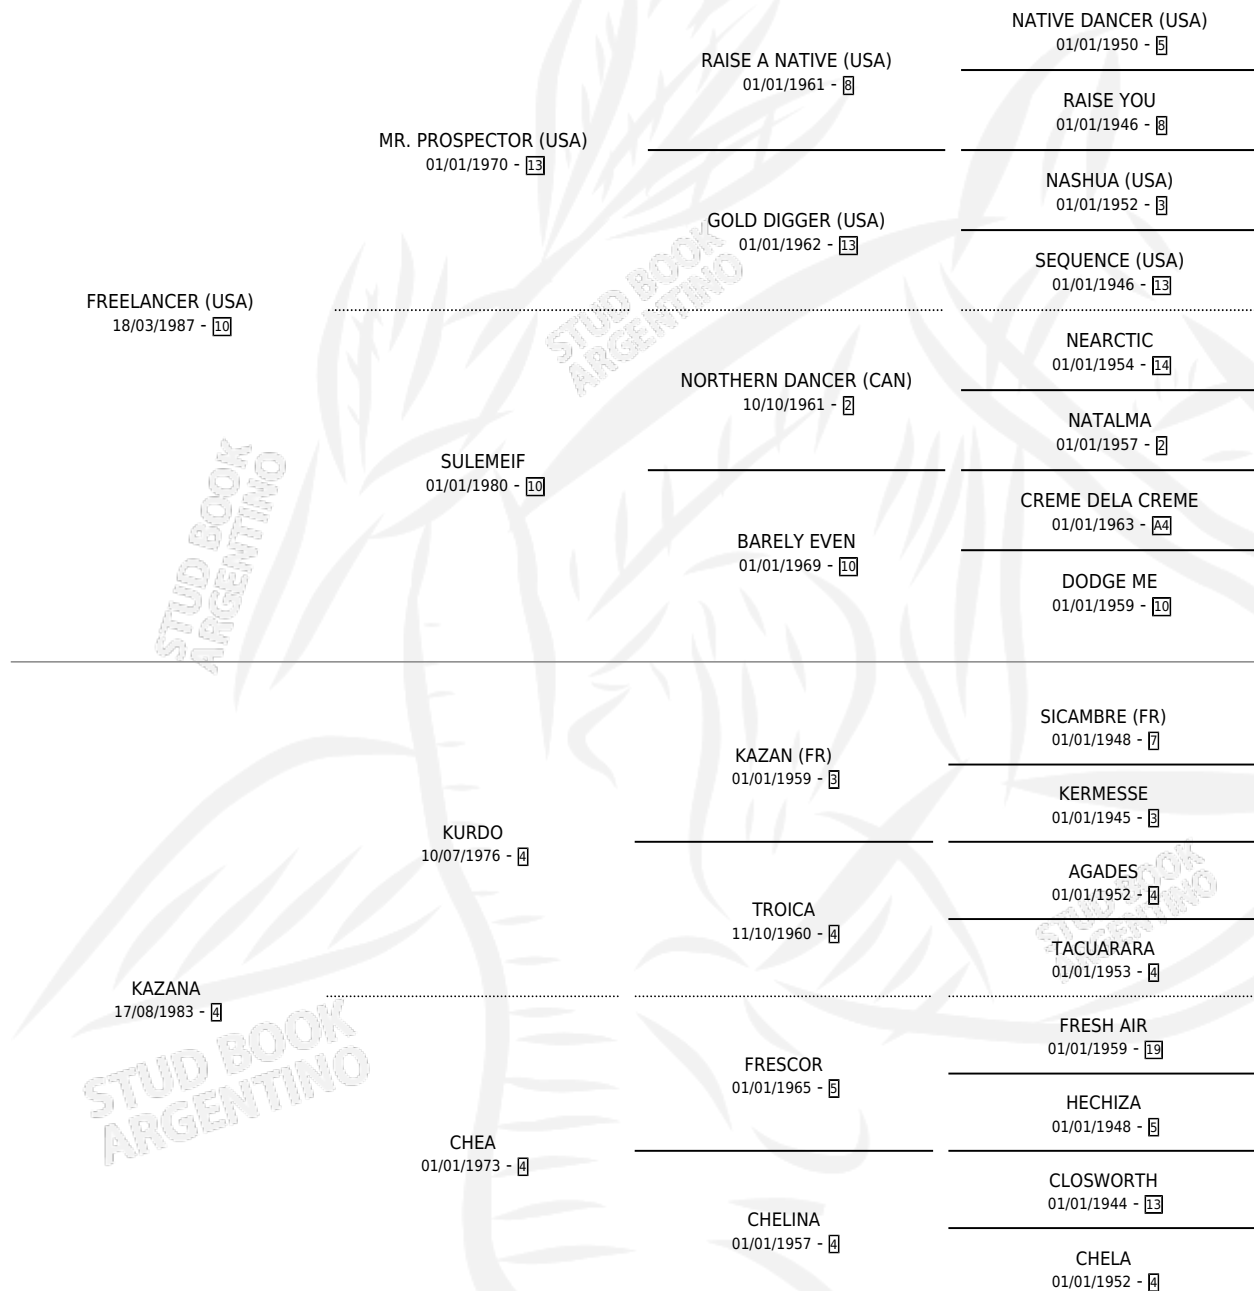 NATIVE DANCER (USA)
01/01/1950 - 5
RAISE A NATIVE (USA)
01/01/1961 - 8
RAISE YOU
01/01/1946 - 8
MR. PROSPECTOR (USA)
01/01/1970 - 13
NASHUA (USA)
01/01/1952 - 3
GOLD DIGGER (USA)
01/01/1962 - 13
SEQUENCE (USA)
01/01/1946 - 13
FREELANCER (USA)
18/03/1987 - 10
STUD BOOK
ARGENTINO
NEARCTIC
01/01/1954 - 14
NORTHERN DANCER (CAN)
10/10/1961 - 2
NATALMA
01/01/1957 - 2
SULEMEIF
01/01/1980 - 10
CREME DELA CREME
01/01/1963 - A4
BARELY EVEN
01/01/1969 - 10
DODGE ME
01/01/1959 - 10
STUD BOOK
ARGENTINO
SICAMBRE (FR)
01/01/1948 - 7
KAZAN (FR)
01/01/1959 - 3
KERMESSE
01/01/1945 - 3
KURDO
10/07/1976 - 4
AGADES
01/01/1952 - 4
TROICA
11/10/1960 - 4
TACUARARA
01/01/1953 - 4
STUD BOOK
ARGENTINO
KAZANA
17/08/1983 - 4
FRESH AIR
01/01/1959 - 19
FRESCOR
01/01/1965 - 5
HECHIZA
01/01/1948 - 5
STUD BOOK
ARGENTINO
CHEA
01/01/1973 - 4
CLOSWORTH
01/01/1944 - 13
CHELINA
01/01/1957 - 4
CHELA
01/01/1952 - 4